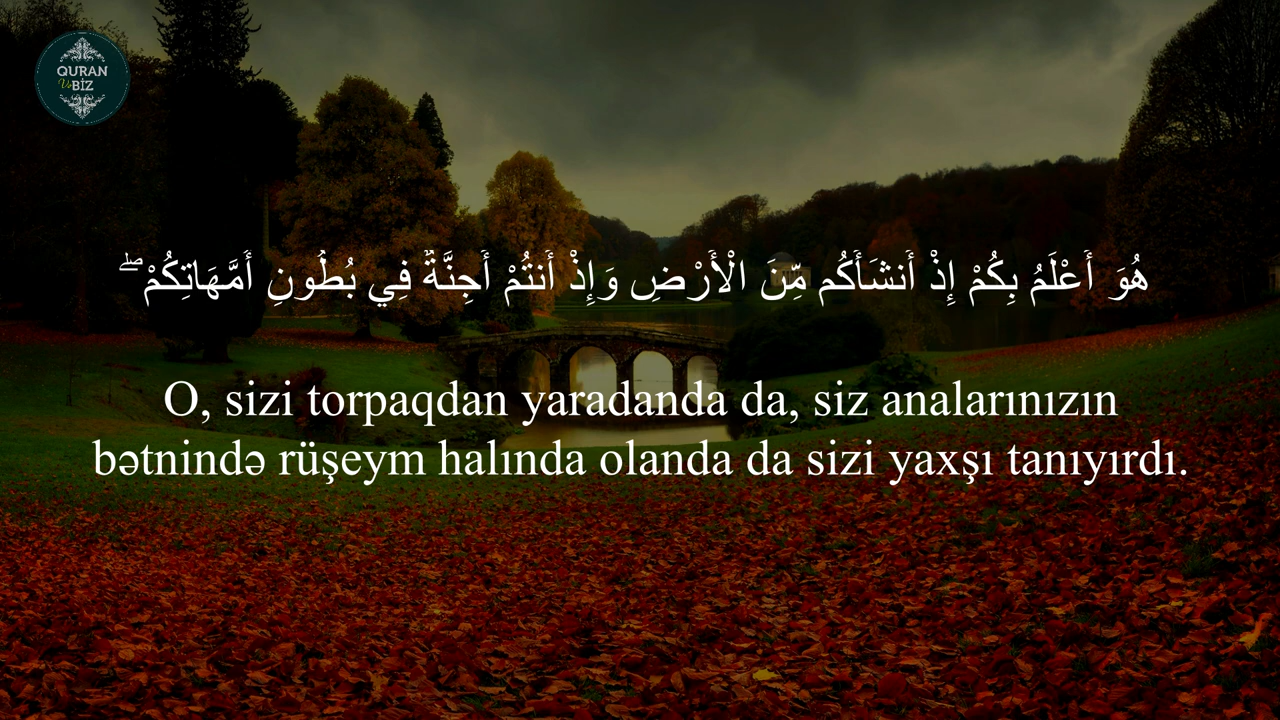 QURAN
Və BİZ
هُوَ أَعْلَمُ بِكُمْ إِذْ أَنشَأَكُم مِّنَ الْأَرْضِ وَإِذْ أَنتُمْ أَجِنَّةٌ فِي بُطُونِ أُمَّهَاتِكُمْ ۖ
O, sizi torpaqdan yaradanda da, siz analarınızın
bətnində rüşeym halında olanda da sizi yaxşı tanıyırdı.